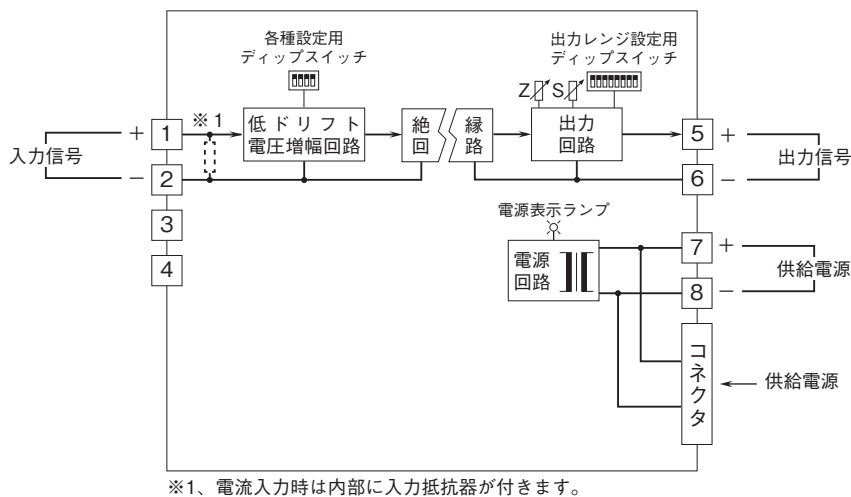 各種設定用
ディップスイッチ
出力レンジ設定用
ディップスイッチ
Z S
※1
低ドリフト
電圧増幅回路
絶 縁
回 路
出力
回路
入力信号
+ 1
− 2
3
4
5 +
6 −
出力信号
電源表示ランプ
電源
回路
7 +
8 −
供給電源
コネクタ
供給電源
※1、電流入力時は内部に入力抵抗器が付きます。